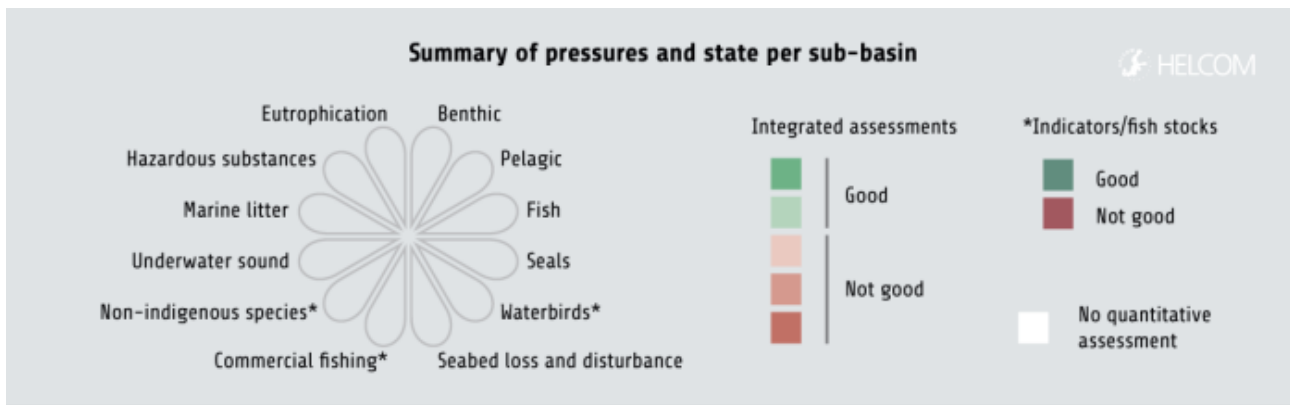 Summary of pressures and state per sub-basin
HELCOM
Eutrophication
Benthic
Hazardous substances
Pelagic
Marine litter
Fish
Underwater sound
Seals
Non-indigenous species*
Waterbirds*
Commercial fishing*
Seabed loss and disturbance
Integrated assessments
Good
Not good
*Indicators/fish stocks
Good
Not good
No quantitative
assessment